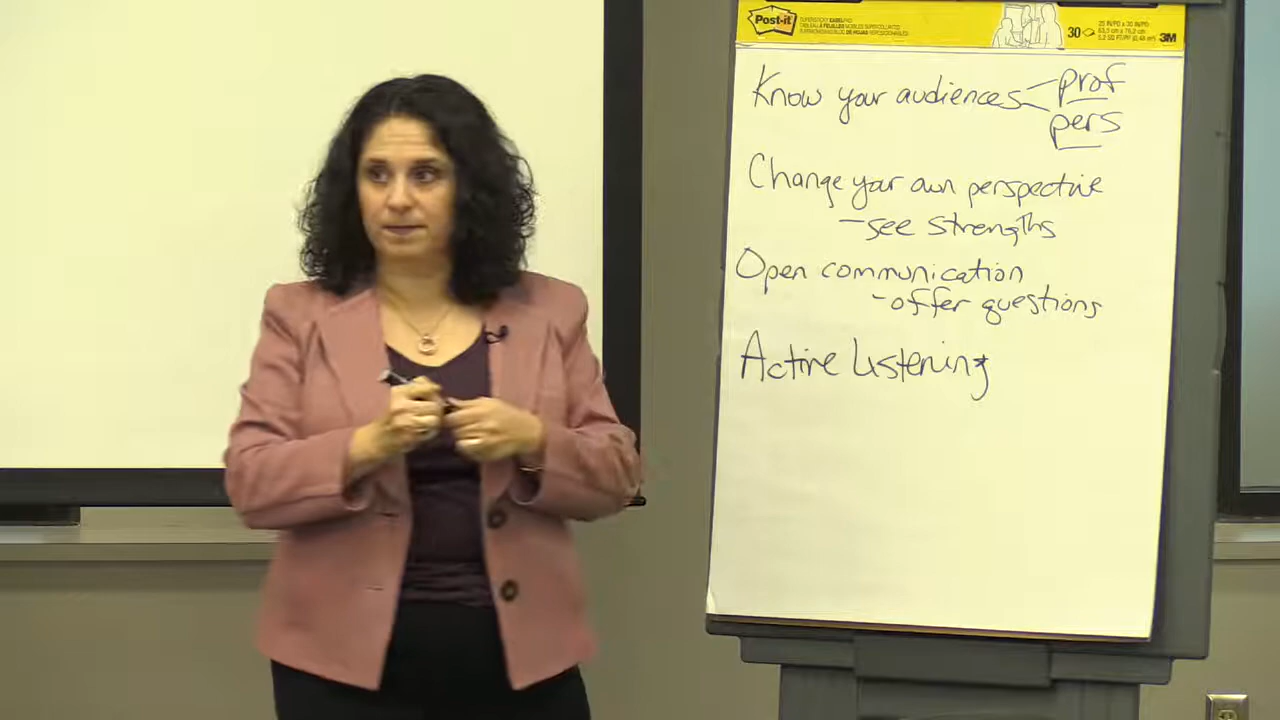 Post-it
30
3M
Know your audiences < prof
pers
Change your own perspective
- see strengths
Open communication
- offer questions
Active Listening